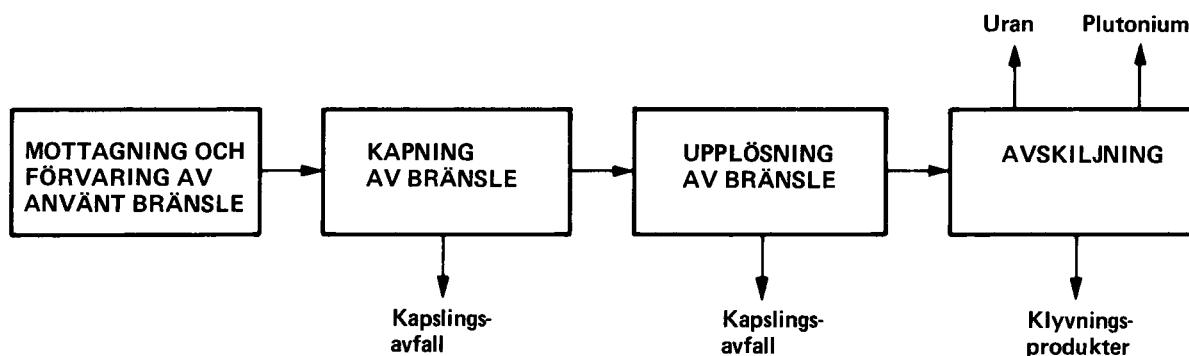 Uran
Plutonium
MOTTAGNING OCH
FÖRVARING AV
ANVÄNT BRÄNSLE
KAPNING
AV BRÄNSLE
UPPLÖSNING
AV BRÄNSLE
AVSKILJNING
Kapslings-
avfall
Kapslings-
avfall
Klyvnings-
produkter